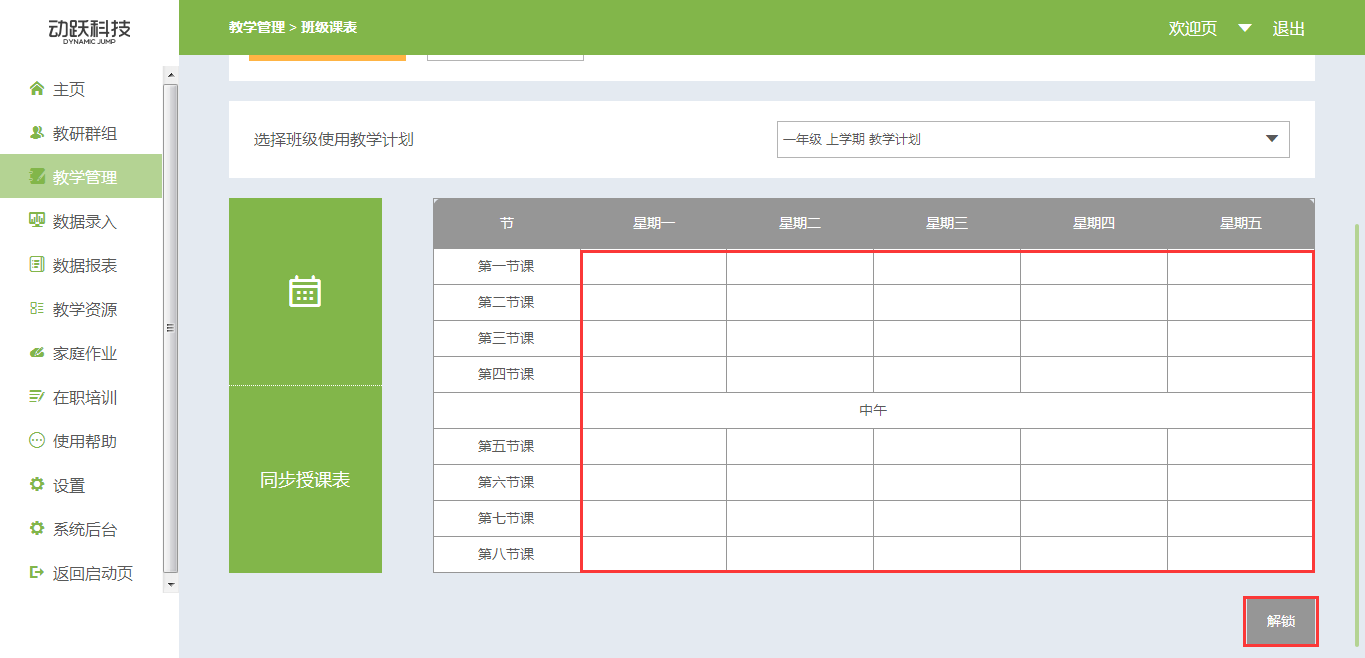 动跃科技
DYNAMIC JUMP
教学管理 > 班级课表
欢迎页
退出
主页
教研群组
教学管理
数据录入
数据报表
教学资源
家庭作业
在职培训
使用帮助
设置
系统后台
返回启动页
选择班级使用教学计划
一年级 上学期 教学计划
同步授课表
节 星期一 星期二 星期三 星期四 星期五
第一节课
第二节课
第三节课
第四节课
中午
第五节课
第六节课
第七节课
第八节课
解锁